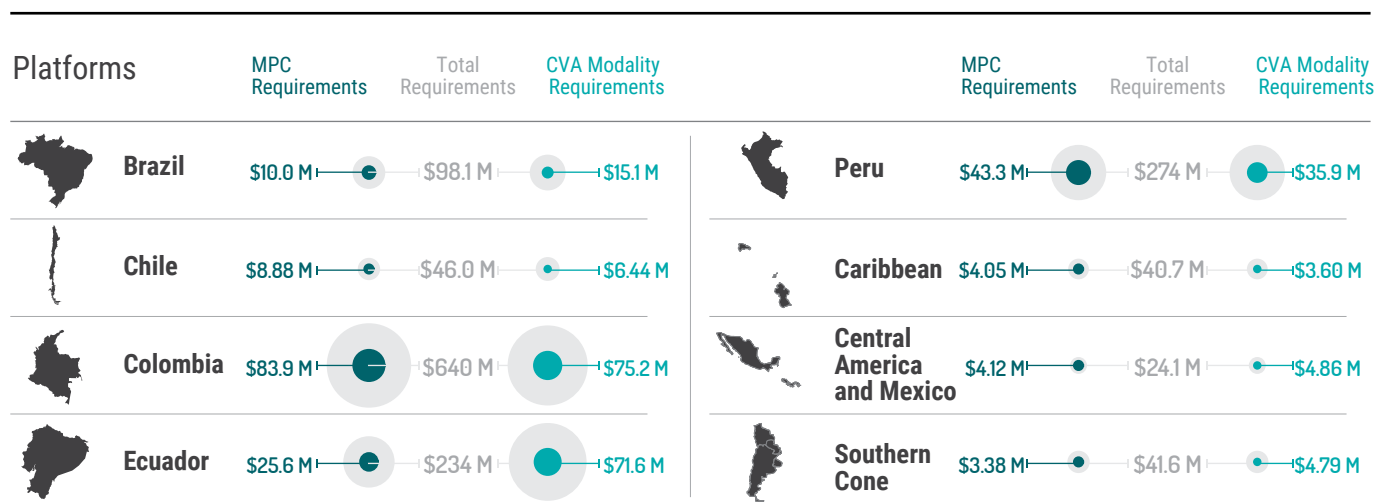 Platforms
MPC
Requirements
Total
Requirements
CVA Modality
Requirements
MPC
Requirements
Total
Requirements
CVA Modality
Requirements
Brazil $10.0 M $98.1 M $15.1 M
Chile $8.88 M $46.0 M $6.44 M
Colombia $83.9 M $640 M $75.2 M
Ecuador $25.6 M $234 M $71.6 M
Peru $43.3 M $274 M $35.9 M
Caribbean $4.05 M $40.7 M $3.60 M
Central
America $4.12 M $24.1 M $4.86 M
and Mexico
Southern $3.38 M $41.6 M $4.79 M
Cone